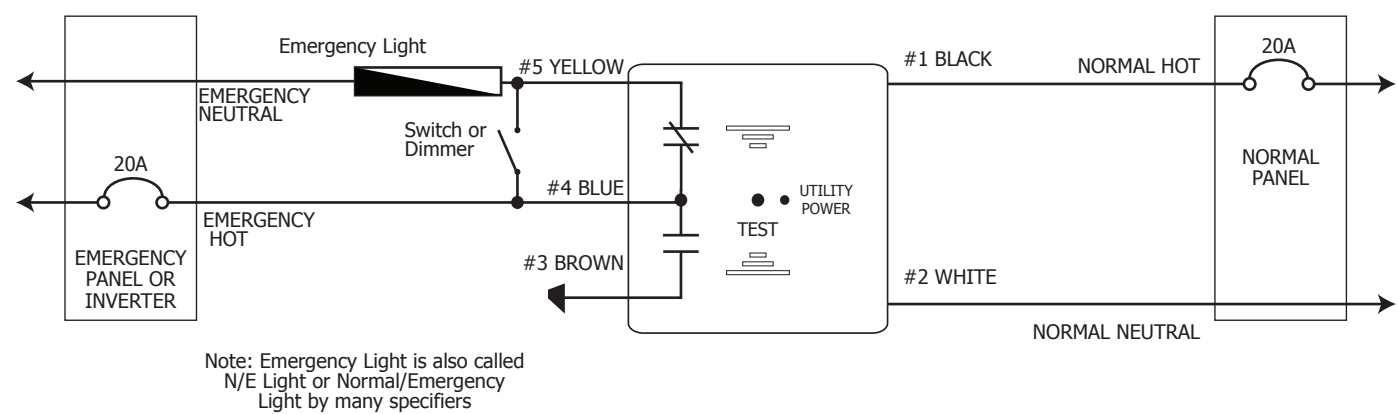 Emergency Light
#5 YELLOW
#1 BLACK
NORMAL HOT
20A
EMERGENCY
NEUTRAL
Switch or
Dimmer
20A
#4 BLUE
UTILITY
POWER
TEST
NORMAL
PANEL
EMERGENCY
HOT
EMERGENCY
PANEL OR
INVERTER
#3 BROWN
#2 WHITE
NORMAL NEUTRAL
Note: Emergency Light is also called
N/E Light or Normal/Emergency
Light by many specifiers